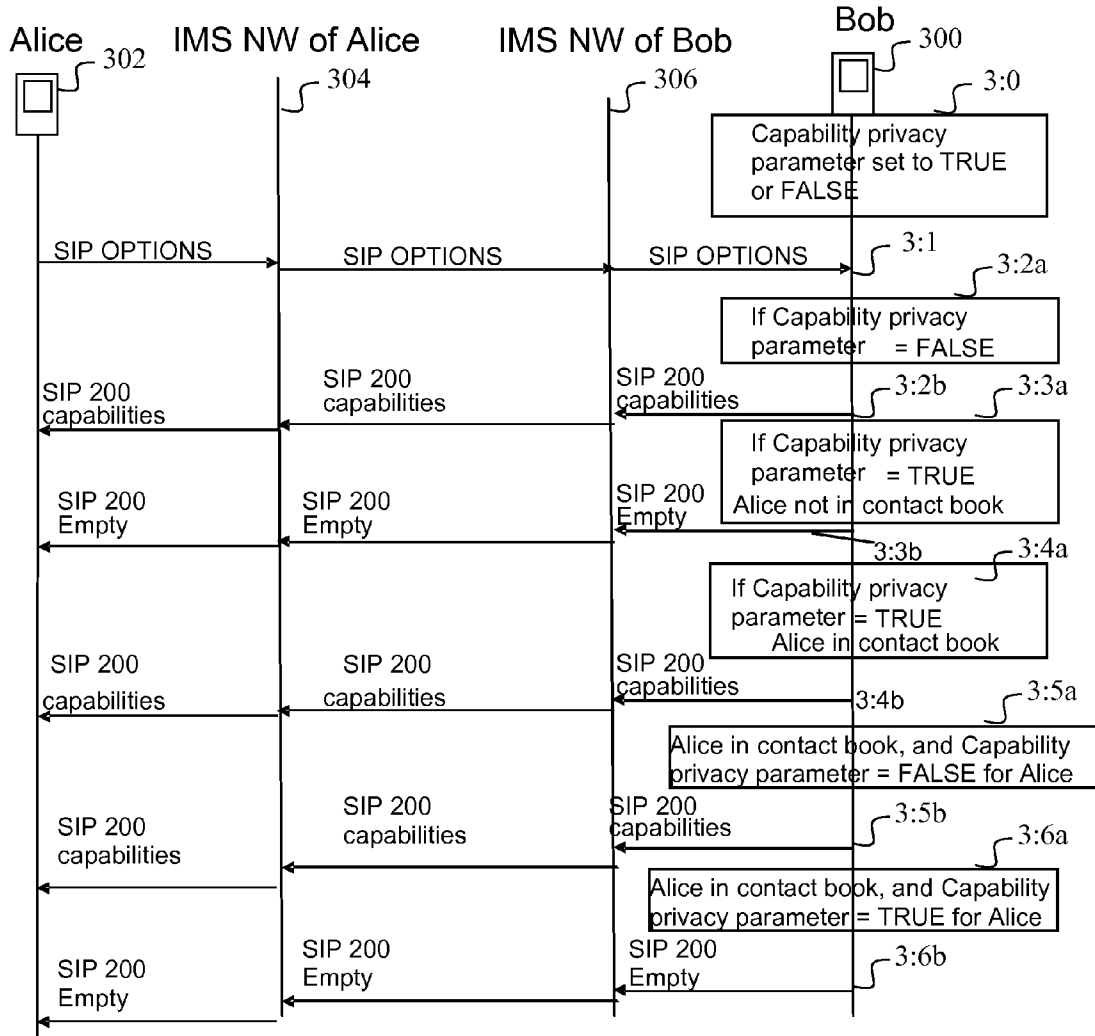 Alice
IMS NW of Alice
IMS NW of Bob
Bob
302
304
306
300
3:0
Capability privacy
parameter set to TRUE
or FALSE
SIP OPTIONS
SIP OPTIONS
SIP OPTIONS
3:1
3:2a
If Capability privacy
parameter = FALSE
SIP 200
capabilities
SIP 200
capabilities
SIP 200
capabilities
3:2b
3:3a
If Capability privacy
parameter = TRUE
Alice not in contact book
SIP 200
Empty
SIP 200
Empty
SIP 200
Empty
3:3b
3:4a
If Capability privacy
parameter = TRUE
Alice in contact book
SIP 200
capabilities
SIP 200
capabilities
SIP 200
capabilities
3:4b
3:5a
Alice in contact book, and Capability
privacy parameter = FALSE for Alice
SIP 200
capabilities
SIP 200
capabilities
SIP 200
capabilities
3:5b
3:6a
Alice in contact book, and Capability
privacy parameter = TRUE for Alice
SIP 200
Empty
SIP 200
Empty
SIP 200
Empty
3:6b